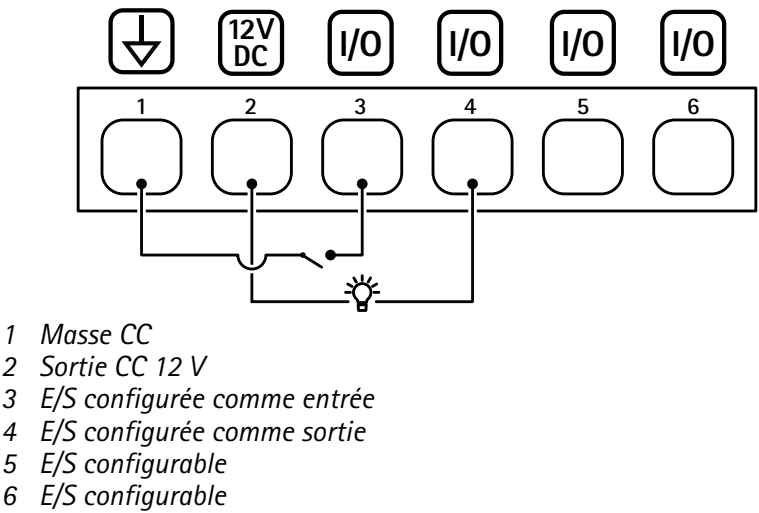 12V
DC I/O I/O I/O I/O
1 2 3 4 5 6
1 Masse CC
2 Sortie CC 12 V
3 E/S configurée comme entrée
4 E/S configurée comme sortie
5 E/S configurable
6 E/S configurable